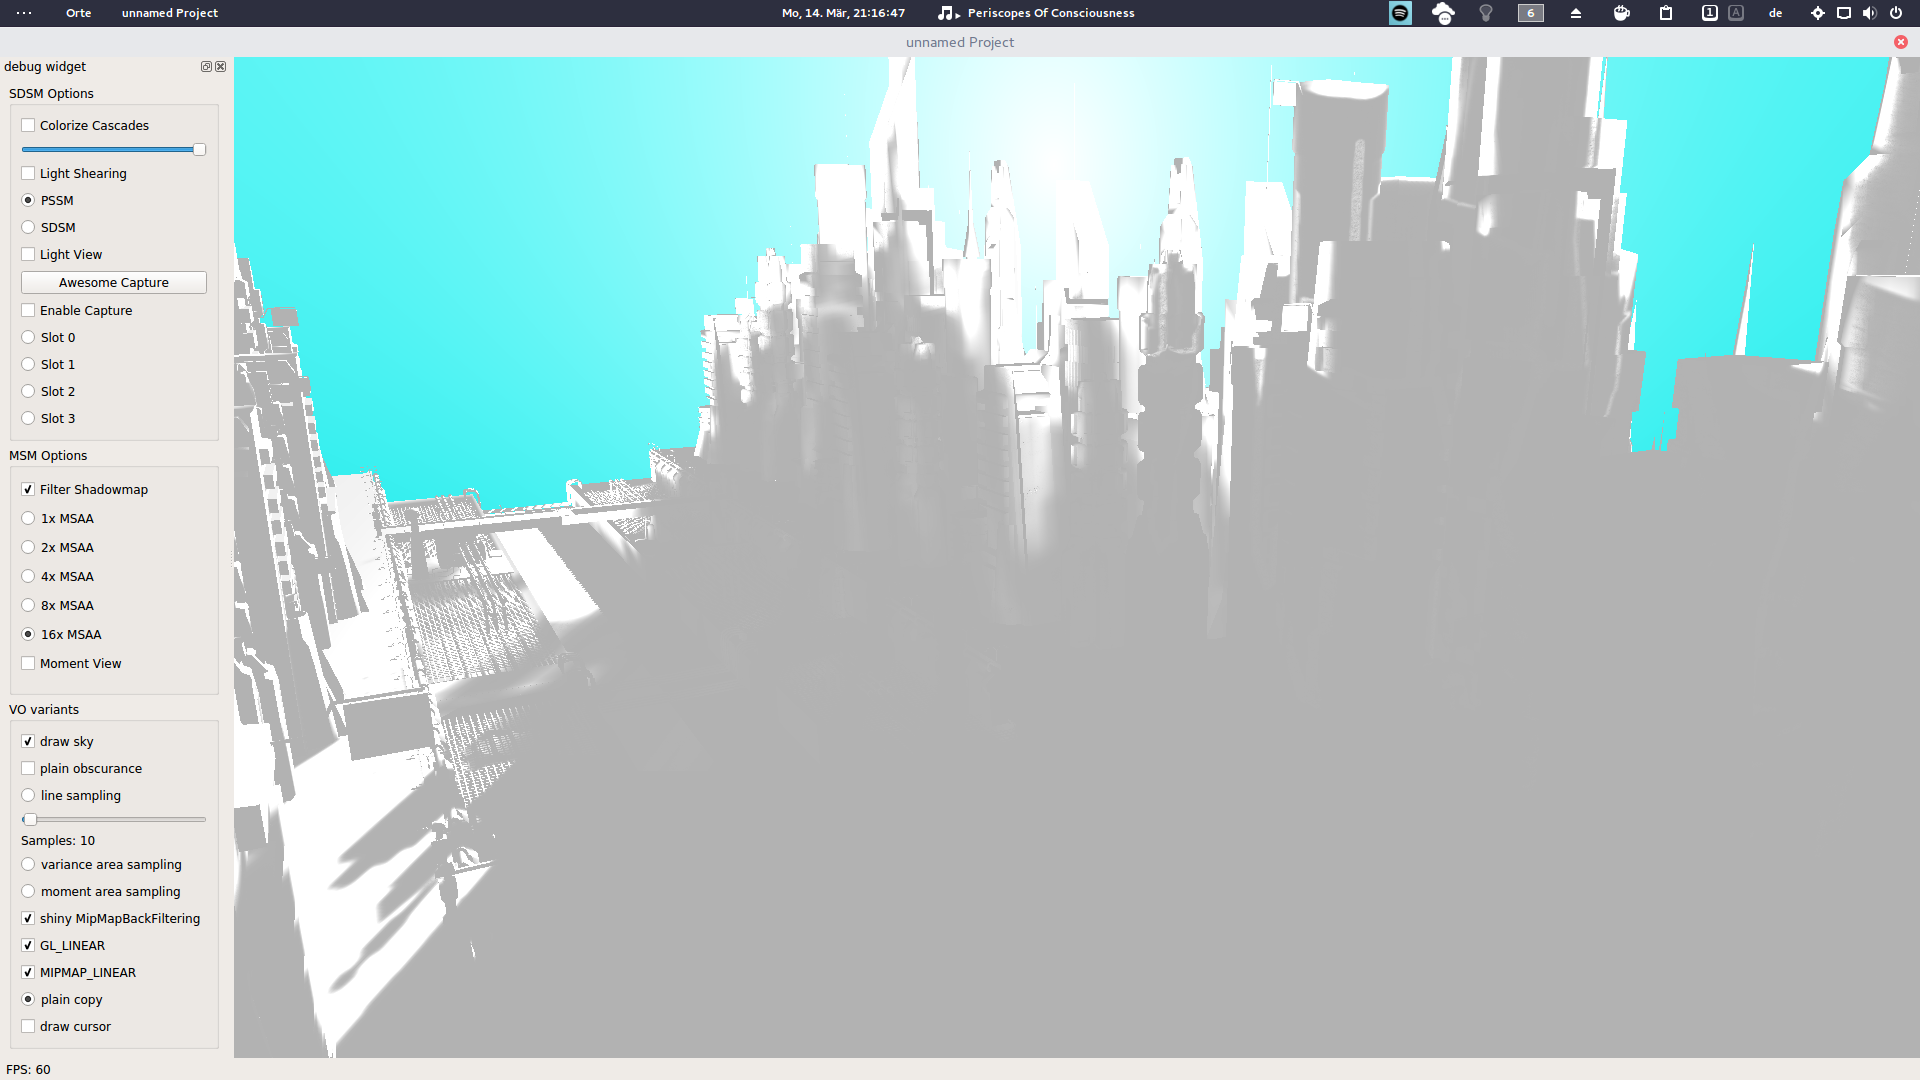 Orte
unnamed Project
Mo, 14. Mär, 21:16:47
Periscopes Of Consciousness
6
1
A
de
unnamed Project
debug widget
SDSM Options
Colorize Cascades
Light Shearing
PSSM
SDSM
Light View
Awesome Capture
Enable Capture
Slot 0
Slot 1
Slot 2
Slot 3
MSM Options
Filter Shadowmap
1x MSAA
2x MSAA
4x MSAA
8x MSAA
16x MSAA
Moment View
VO variants
draw sky
plain obscurance
line sampling
Samples: 10
variance area sampling
moment area sampling
shiny MipMapBackFiltering
GL_LINEAR
MIPMAP_LINEAR
plain copy
draw cursor
FPS: 60